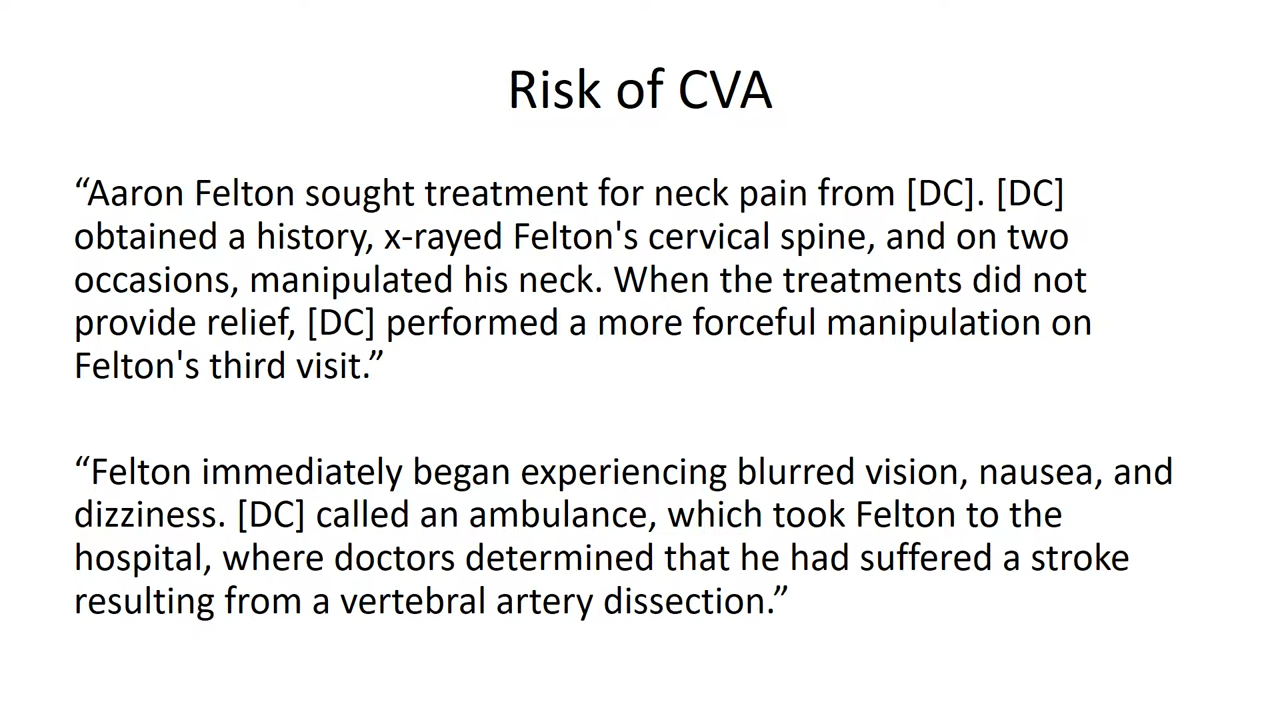 Risk of CVA
“Aaron Felton sought treatment for neck pain from [DC]. [DC]
obtained a history, x-rayed Felton's cervical spine, and on two
occasions, manipulated his neck. When the treatments did not
provide relief, [DC] performed a more forceful manipulation on
Felton's third visit.”
“Felton immediately began experiencing blurred vision, nausea, and
dizziness. [DC] called an ambulance, which took Felton to the
hospital, where doctors determined that he had suffered a stroke
resulting from a vertebral artery dissection.”